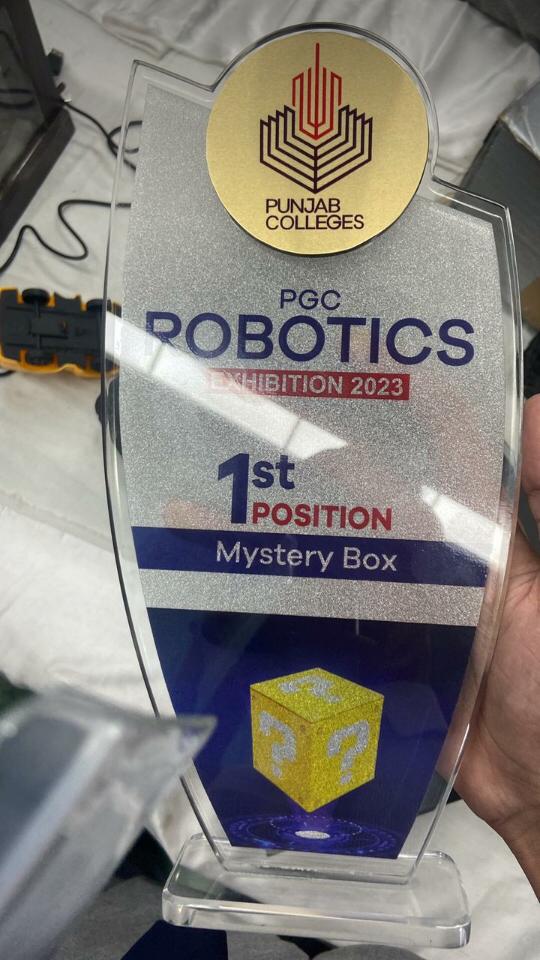 PUNJAB
COLLEGES
PGC
ROBOTICS
EXHIBITION 2023
1st
POSITION
Mystery Box
? ? ?